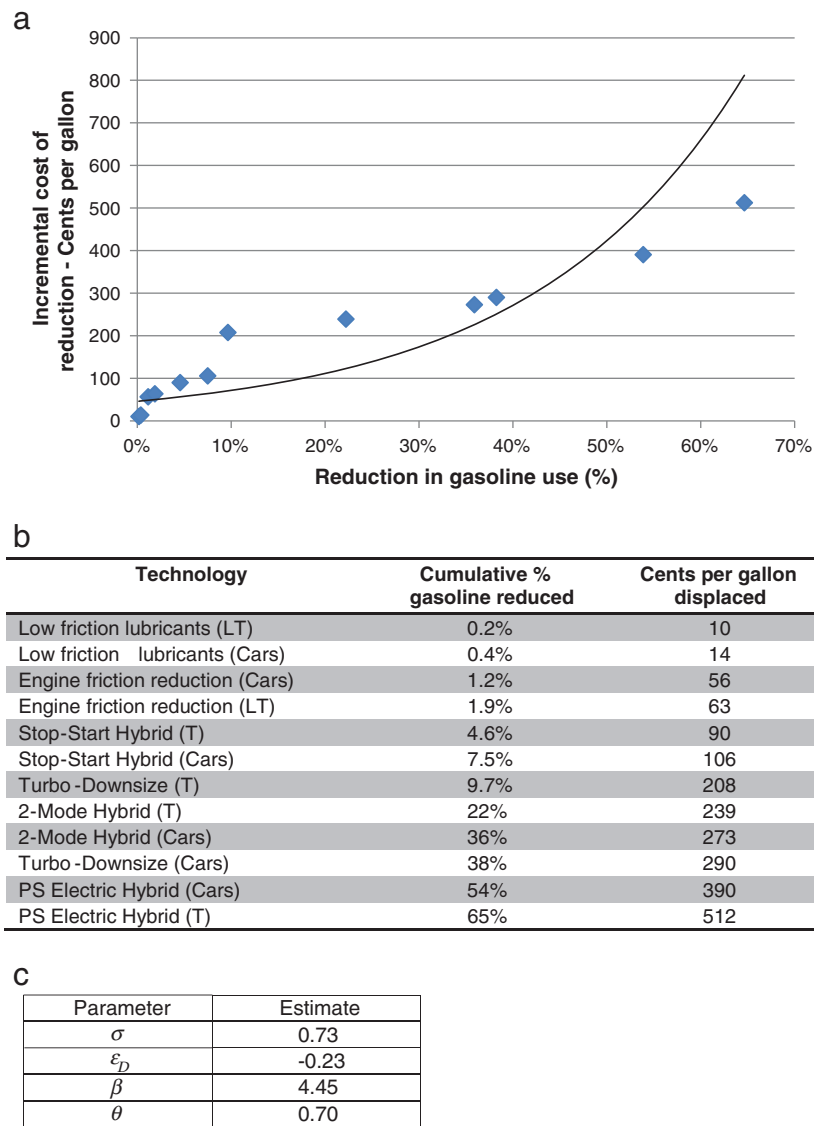 a
900
800
700
600
500
400
300
200
100
0
0% 10% 20% 30% 40% 50% 60% 70%
Incremental cost of
reduction - Cents per gallon
Reduction in gasoline use (%)
b
Technology Cumulative % Cents per gallon
gasoline reduced displaced
Low friction lubricants (LT) 0.2% 10
Low friction lubricants (Cars) 0.4% 14
Engine friction reduction (Cars) 1.2% 56
Engine friction reduction (LT) 1.9% 63
Stop-Start Hybrid (T) 4.6% 90
Stop-Start Hybrid (Cars) 7.5% 106
Turbo-Downsize (T) 9.7% 208
2-Mode Hybrid (T) 22% 239
2-Mode Hybrid (Cars) 36% 273
Turbo-Downsize (Cars) 38% 290
PS Electric Hybrid (Cars) 54% 390
PS Electric Hybrid (T) 65% 512
c
Parameter Estimate
σ 0.73
ε_D -0.23
β 4.45
θ 0.70